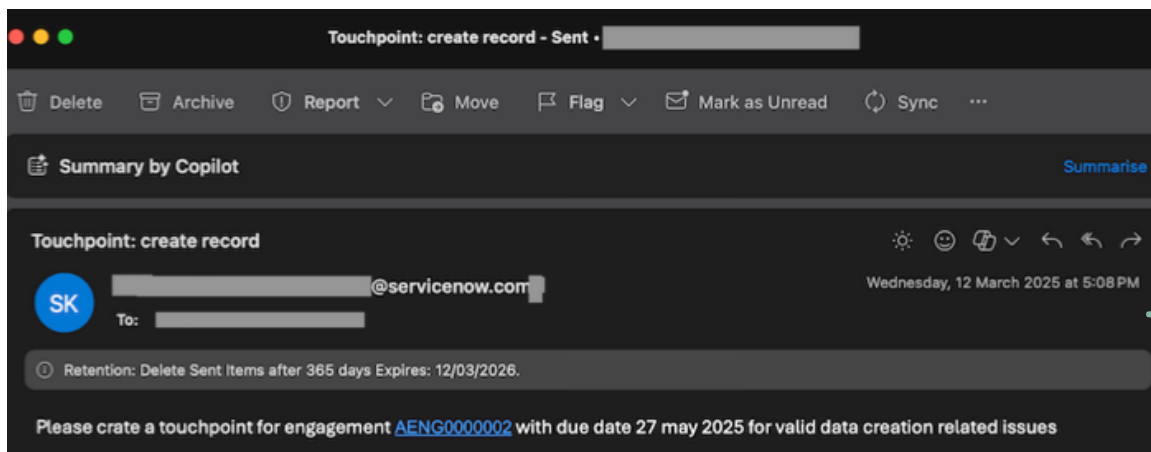 Touchpoint: create record - Sent •
Delete Archive Report Move Flag Mark as Unread Sync ...
Summary by Copilot Summarise
Touchpoint: create record
SK @servicenow.com Wednesday, 12 March 2025 at 5:08 PM
To:
Retention: Delete Sent Items after 365 days Expires: 12/03/2026.
Please crate a touchpoint for engagement AENG0000002 with due date 27 may 2025 for valid data creation related issues